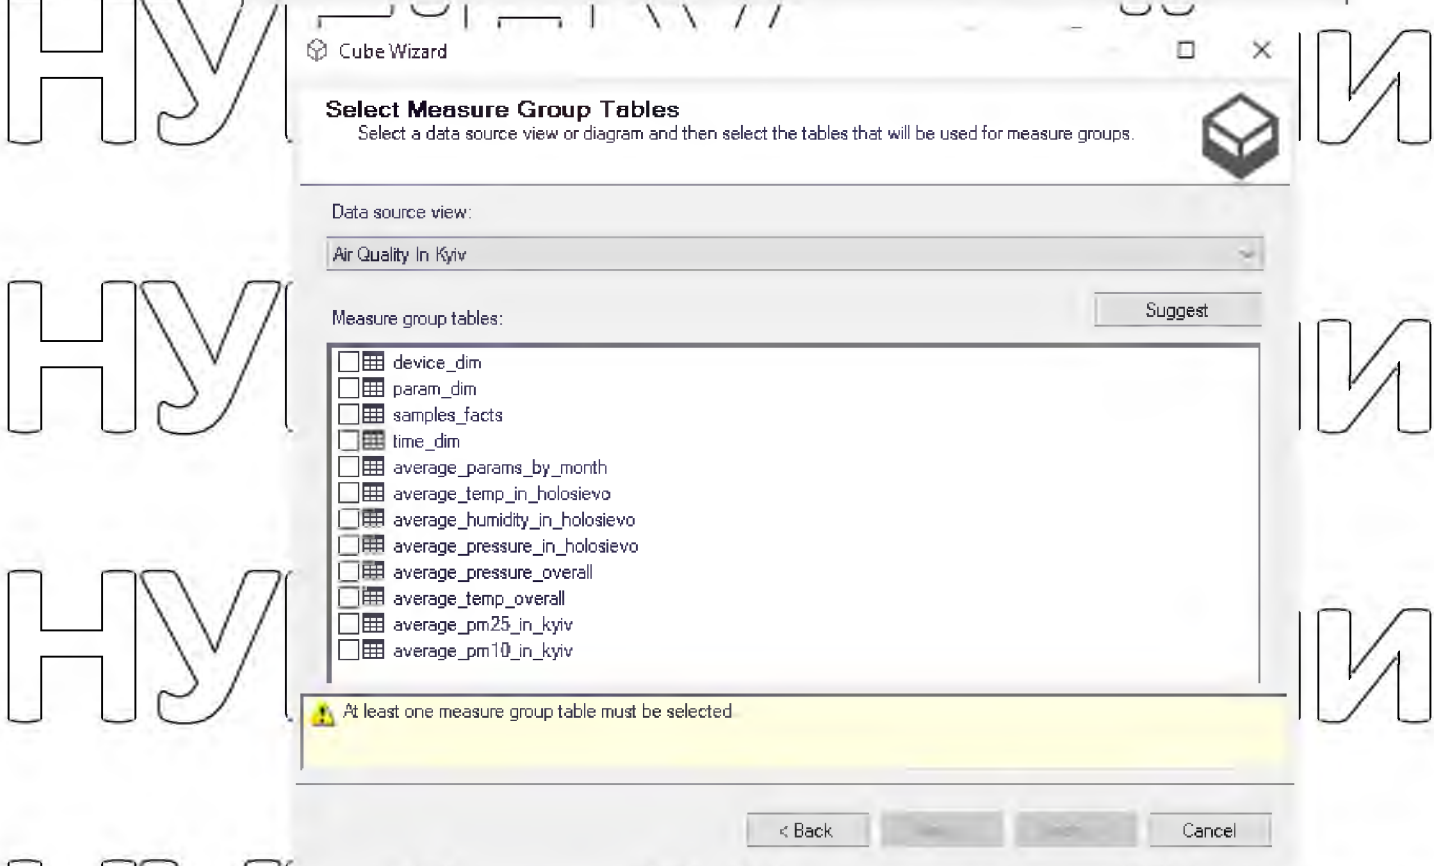 Cube Wizard
Select Measure Group Tables
Select a data source view or diagram and then select the tables that will be used for measure groups.
Data source view:
Air Quality In Kyiv
Suggest
Measure group tables:
device_dim
param_dim
samples_facts
time_dim
average_params_by_month
average_temp_in_holosievo
average_humidity_in_holosievo
average_pressure_in_holosievo
average_pressure_overall
average_temp_overall
average_pm25_in_kyiv
average_pm10_in_kyiv
At least one measure group table must be selected
< Back
Cancel